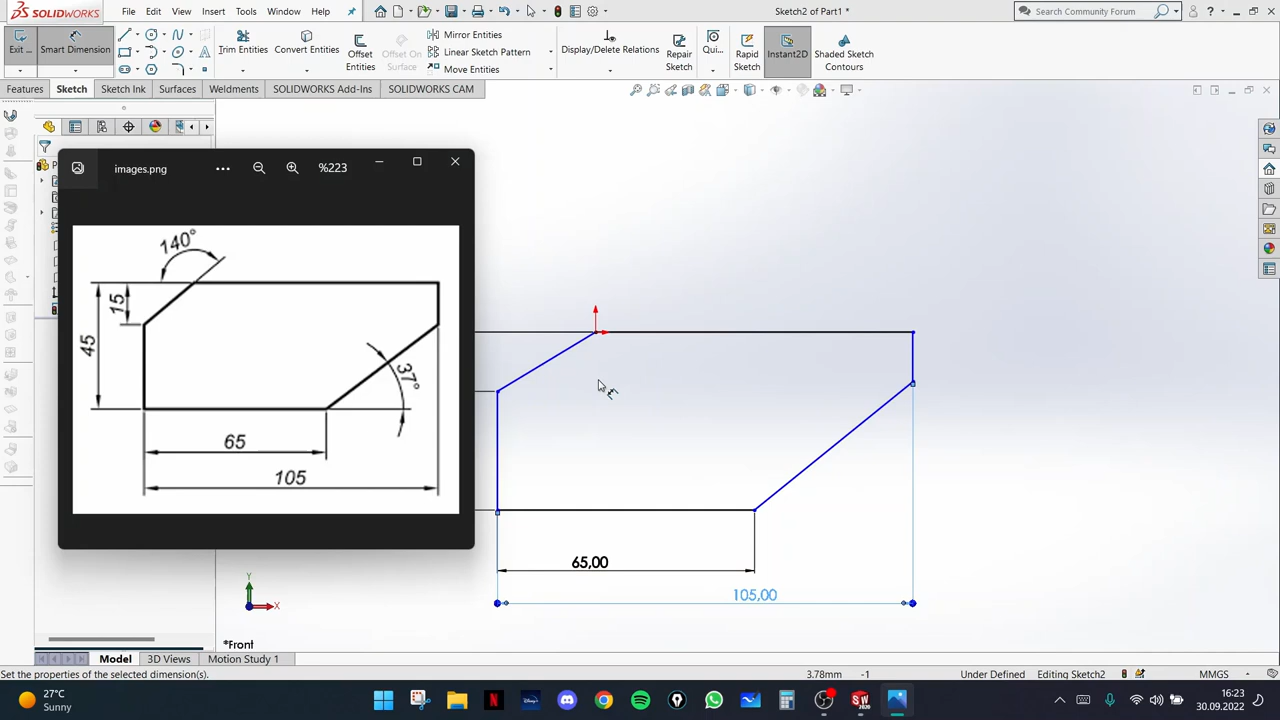 SOLIDWORKS
File
Edit
View
Insert
Tools
Window
Help
Sketch2 of Part1 *
Search Community Forum
Exit ...
Smart Dimension
Trim Entities
Convert Entities
Offset Entities
Offset On Surface
Mirror Entities
Linear Sketch Pattern
Move Entities
Display/Delete Relations
Repair Sketch
Qui...
Rapid Sketch
Instant2D
Shaded Sketch Contours
Features
Sketch
Sketch Ink
Surfaces
Weldments
SOLIDWORKS Add-Ins
SOLIDWORKS CAM
images.png
%223
140°
15
45
37°
65
105
65,00
105,00
Y
X
*Front
Model
3D Views
Motion Study 1
Set the properties of the selected dimension(s).
3.78mm
-1
Under Defined
Editing Sketch2
MMGS
27°C
Sunny
16:23
30.09.2022